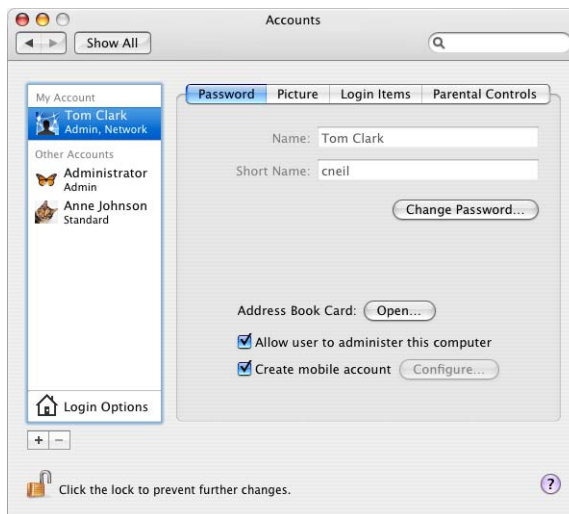 Accounts
Show All
My Account
Tom Clark
Admin, Network
Other Accounts
Administrator
Admin
Anne Johnson
Standard
Login Options
+ −
Password Picture Login Items Parental Controls
Name: Tom Clark
Short Name: cneil
Change Password...
Address Book Card: Open...
Allow user to administer this computer
Create mobile account Configure...
Click the lock to prevent further changes.
?